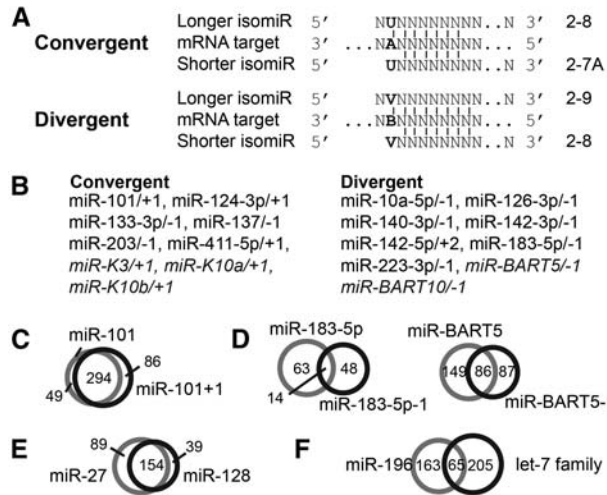 A
Convergent
Longer isomiR 5′ NUNNNNNNNN..N 3′ 2-8
mRNA target 3′ ...NANNNNNNNN..N 5′
Shorter isomiR 5′ UNNNNNNNN..N 3′ 2-7A
Divergent
Longer isomiR 5′ NVNNNNNNNN..N 3′ 2-9
mRNA target 3′ ...NBNNNNNNNN..N 5′
Shorter isomiR 5′ VNNNNNNNN..N 3′ 2-8
B
Convergent
miR-101/+1, miR-124-3p/+1
miR-133-3p/-1, miR-137/-1
miR-203/-1, miR-411-5p/+1,
miR-K3/+1, miR-K10a/+1,
miR-K10b/+1
Divergent
miR-10a-5p/-1, miR-126-3p/-1
miR-140-3p/-1, miR-142-3p/-1
miR-142-5p/+2, miR-183-5p/-1
miR-223-3p/-1, miR-BART5/-1
miR-BART10/-1
C
miR-101
49
294
86
miR-101+1
D
miR-183-5p
63
48
14
miR-183-5p-1
miR-BART5
149
86
87
miR-BART5-
E
89
154
39
miR-27
miR-128
F
miR-196
163
65
205
let-7 family